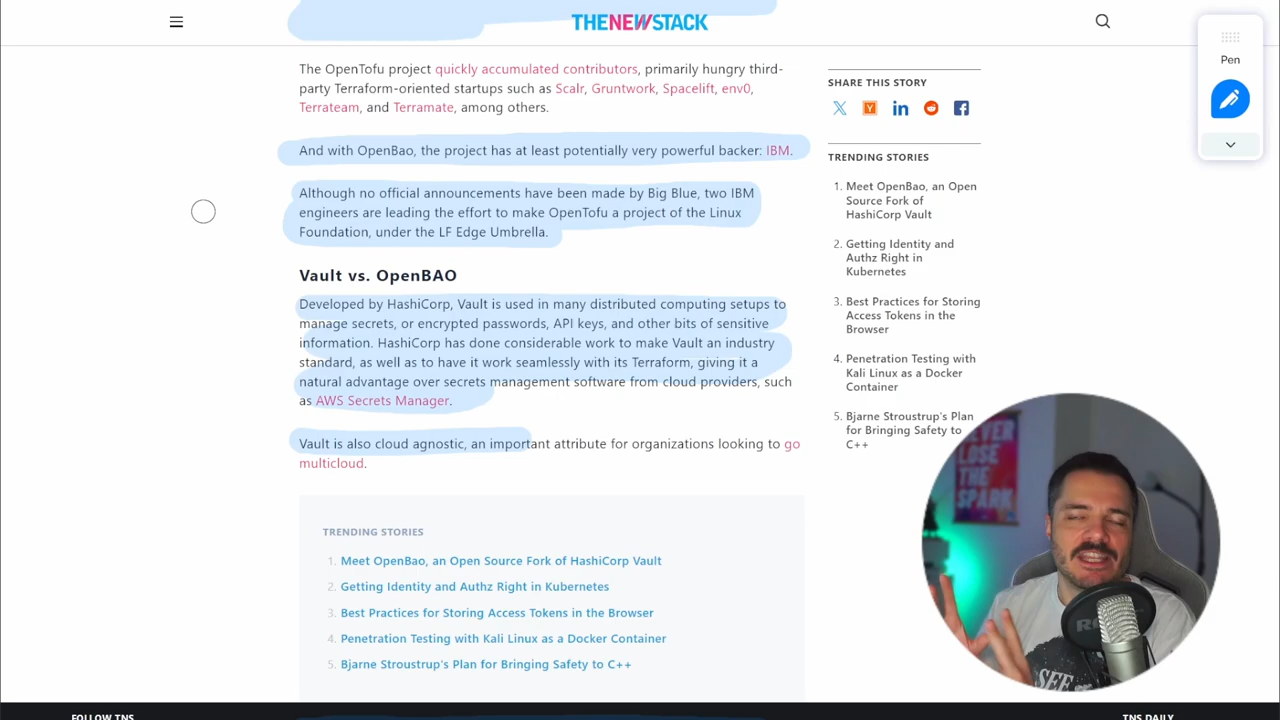 THENEWSTACK
Pen
The OpenTofu project quickly accumulated contributors, primarily hungry third-
party Terraform-oriented startups such as Scalr, Gruntwork, Spacelift, env0,
Terrateam, and Terramate, among others.
And with OpenBao, the project has at least potentially very powerful backer: IBM.
Although no official announcements have been made by Big Blue, two IBM
engineers are leading the effort to make OpenTofu a project of the Linux
Foundation, under the LF Edge Umbrella.
Vault vs. OpenBAO
Developed by HashiCorp, Vault is used in many distributed computing setups to
manage secrets, or encrypted passwords, API keys, and other bits of sensitive
information. HashiCorp has done considerable work to make Vault an industry
standard, as well as to have it work seamlessly with its Terraform, giving it a
natural advantage over secrets management software from cloud providers, such
as AWS Secrets Manager.
Vault is also cloud agnostic, an important attribute for organizations looking to go
multicloud.
TRENDING STORIES
1. Meet OpenBao, an Open Source Fork of HashiCorp Vault
2. Getting Identity and Authz Right in Kubernetes
3. Best Practices for Storing Access Tokens in the Browser
4. Penetration Testing with Kali Linux as a Docker Container
5. Bjarne Stroustrup's Plan for Bringing Safety to C++
SHARE THIS STORY
TRENDING STORIES
1. Meet OpenBao, an Open
Source Fork of
HashiCorp Vault
2. Getting Identity and
Authz Right in
Kubernetes
3. Best Practices for Storing
Access Tokens in the
Browser
4. Penetration Testing with
Kali Linux as a Docker
Container
5. Bjarne Stroustrup's Plan
for Bringing Safety to
C++
LOSE
THE
SPARK
SEE
FOLLOW TNS
TNS DAILY